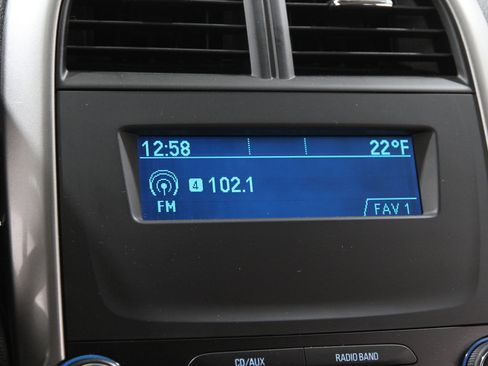 12:58 22°F
4 102.1
FM FAV 1
CD/AUX RADIO BAND